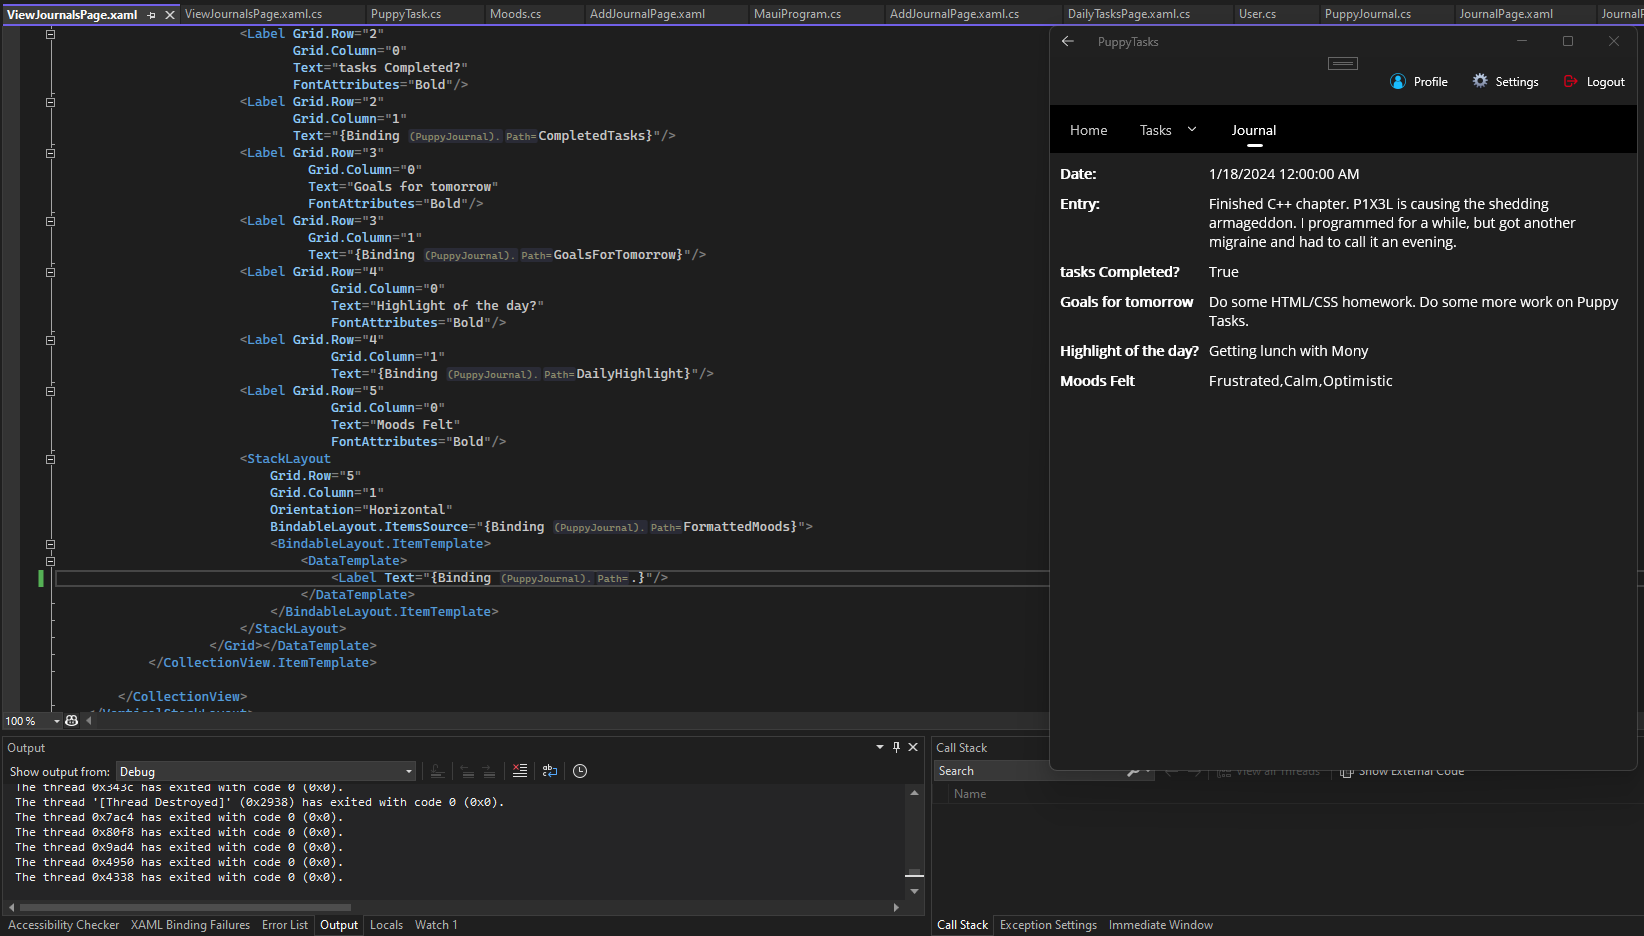 ViewJournalsPage.xaml
ViewJournalsPage.xaml.cs
PuppyTask.cs
Moods.cs
AddJournalPage.xaml
MauiProgram.cs
AddJournalPage.xaml.cs
DailyTasksPage.xaml.cs
User.cs
PuppyJournal.cs
JournalPage.xaml
JournalP
<Label Grid.Row="2"
Grid.Column="0"
Text="tasks Completed?"
FontAttributes="Bold"/>
<Label Grid.Row="2"
Grid.Column="1"
Text="{Binding (PuppyJournal). Path=CompletedTasks}"/>
<Label Grid.Row="3"
Grid.Column="0"
Text="Goals for tomorrow"
FontAttributes="Bold"/>
<Label Grid.Row="3"
Grid.Column="1"
Text="{Binding (PuppyJournal). Path=GoalsForTomorrow}"/>
<Label Grid.Row="4"
Grid.Column="0"
Text="Highlight of the day?"
FontAttributes="Bold"/>
<Label Grid.Row="4"
Grid.Column="1"
Text="{Binding (PuppyJournal). Path=DailyHighlight}"/>
<Label Grid.Row="5"
Grid.Column="0"
Text="Moods Felt"
FontAttributes="Bold"/>
<StackLayout
Grid.Row="5"
Grid.Column="1"
Orientation="Horizontal"
BindableLayout.ItemsSource="{Binding (PuppyJournal). Path=FormattedMoods}">
<BindableLayout.ItemTemplate>
<DataTemplate>
<Label Text="{Binding (PuppyJournal). Path=.}"/>
</DataTemplate>
</BindableLayout.ItemTemplate>
</StackLayout>
</Grid></DataTemplate>
</CollectionView.ItemTemplate>
</CollectionView>
</VerticalStackLayout>
100 %
PuppyTasks
Profile
Settings
Logout
Home
Tasks
Journal
Date: 1/18/2024 12:00:00 AM
Entry: Finished C++ chapter. P1X3L is causing the shedding
armageddon. I programmed for a while, but got another
migraine and had to call it an evening.
tasks Completed? True
Goals for tomorrow Do some HTML/CSS homework. Do some more work on Puppy
Tasks.
Highlight of the day? Getting lunch with Mony
Moods Felt Frustrated,Calm,Optimistic
Output
Show output from: Debug
The thread 0x343c has exited with code 0 (0x0).
The thread '[Thread Destroyed]' (0x2938) has exited with code 0 (0x0).
The thread 0x7ac4 has exited with code 0 (0x0).
The thread 0x80f8 has exited with code 0 (0x0).
The thread 0x9ad4 has exited with code 0 (0x0).
The thread 0x4950 has exited with code 0 (0x0).
The thread 0x4338 has exited with code 0 (0x0).
Accessibility Checker
XAML Binding Failures
Error List
Output
Locals
Watch 1
Call Stack
Search
View all Threads
Show External Code
Name
Call Stack
Exception Settings
Immediate Window